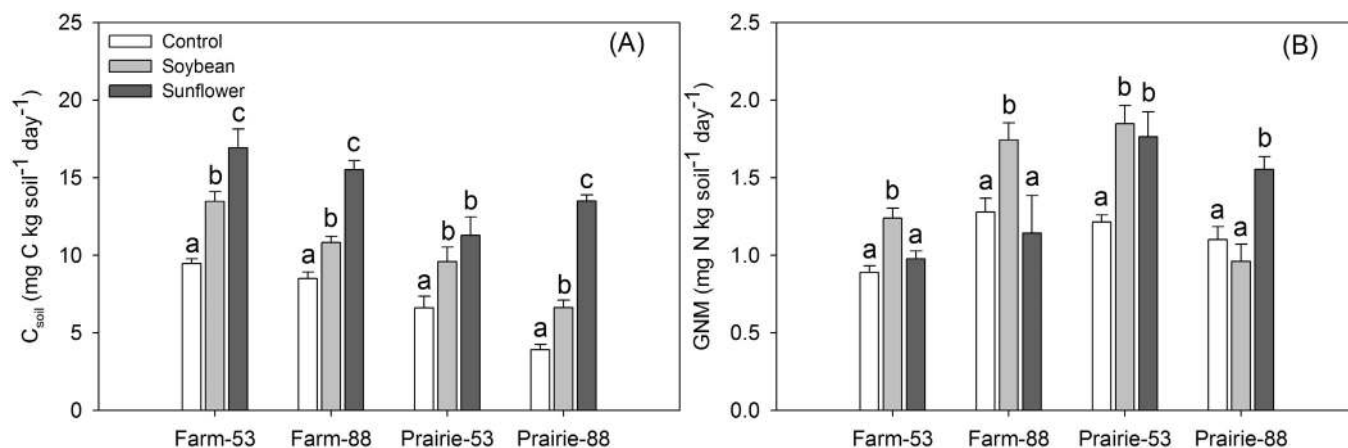 (A)
Control
Soybean
Sunflower
C_soil (mg C kg soil⁻¹ day⁻¹)
25
20
15
10
5
0
a b c
a b c
a b b
a b c
Farm-53 Farm-88 Prairie-53 Prairie-88
(B)
GNM (mg N kg soil⁻¹ day⁻¹)
2.5
2.0
1.5
1.0
0.5
0.0
a b a
a b a
a b b
a a b
Farm-53 Farm-88 Prairie-53 Prairie-88